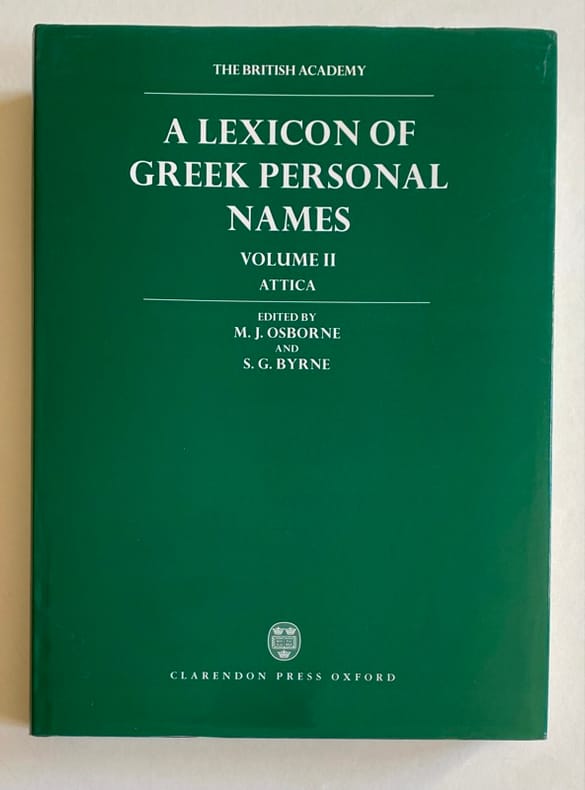 THE BRITISH ACADEMY
A LEXICON OF
GREEK PERSONAL
NAMES
VOLUME II
ATTICA
EDITED BY
M. J. OSBORNE
AND
S. G. BYRNE
CLARENDON PRESS OXFORD